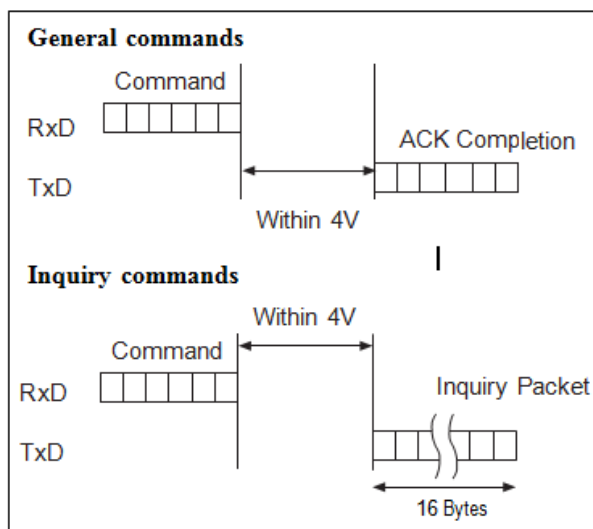 General commands
Command
RxD
ACK Completion
TxD
Within 4V
Inquiry commands
Within 4V
Command
RxD
Inquiry Packet
TxD
16 Bytes